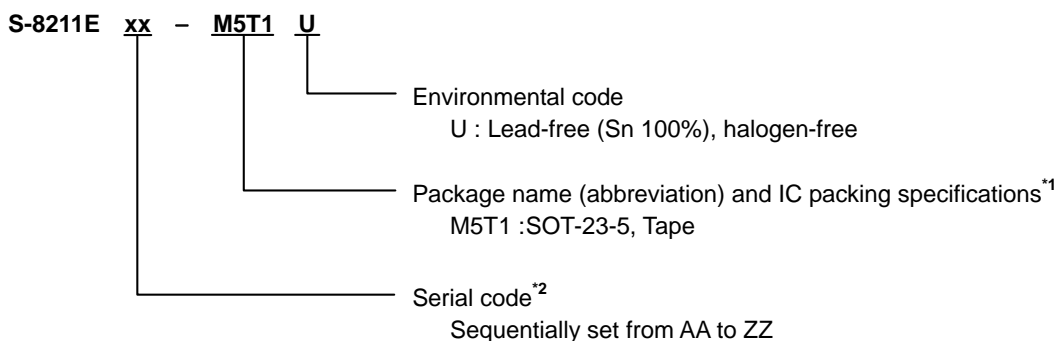 S-8211E xx – M5T1 U
Environmental code
U : Lead-free (Sn 100%), halogen-free
Package name (abbreviation) and IC packing specifications*1
M5T1 :SOT-23-5, Tape
Serial code*2
Sequentially set from AA to ZZ